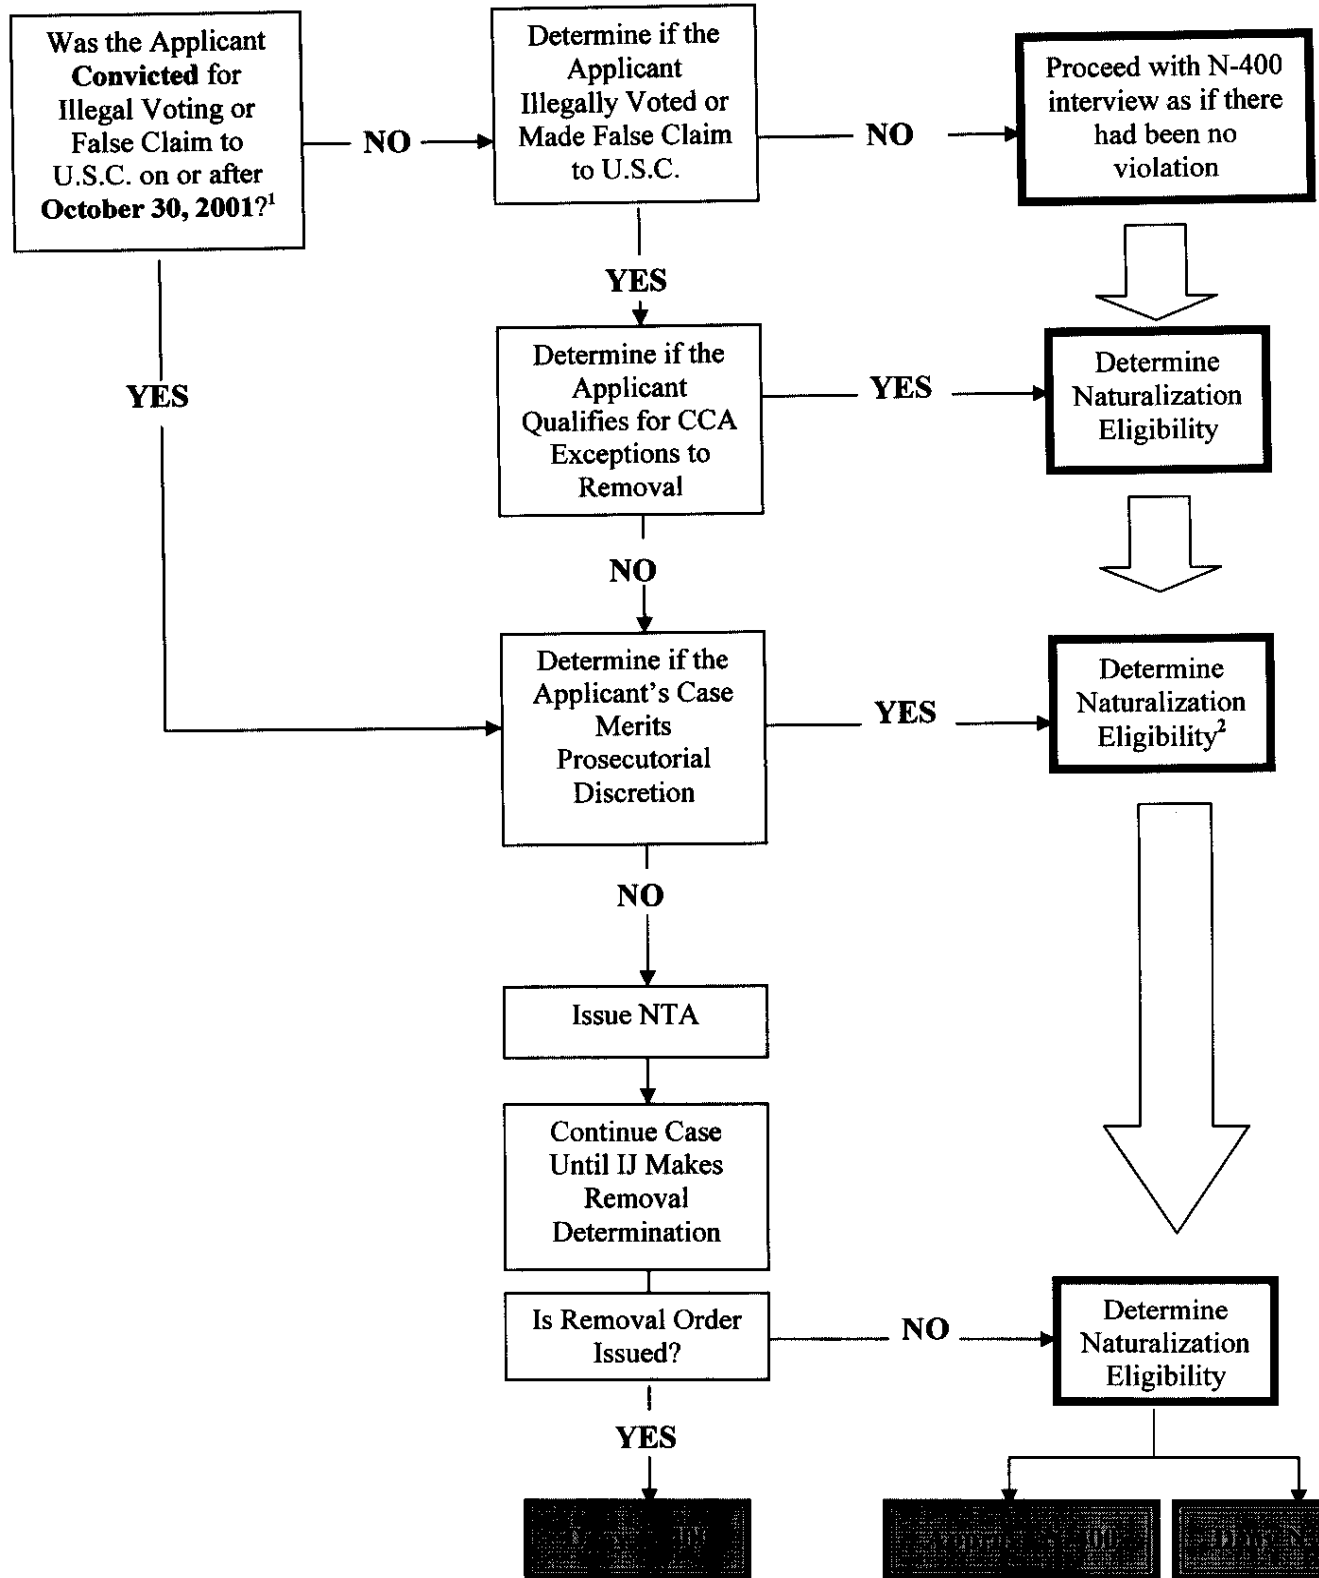 Was the Applicant
Convicted for
Illegal Voting or
False Claim to
U.S.C. on or after
October 30, 2001?¹
NO
Determine if the
Applicant
Illegally Voted or
Made False Claim
to U.S.C.
NO
Proceed with N-400
interview as if there
had been no
violation
YES
YES
Determine if the
Applicant
Qualifies for CCA
Exceptions to
Removal
YES
Determine
Naturalization
Eligibility
NO
Determine if the
Applicant's Case
Merits
Prosecutorial
Discretion
YES
Determine
Naturalization
Eligibility²
NO
Issue NTA
Continue Case
Until IJ Makes
Removal
Determination
Is Removal Order
Issued?
NO
Determine
Naturalization
Eligibility
YES